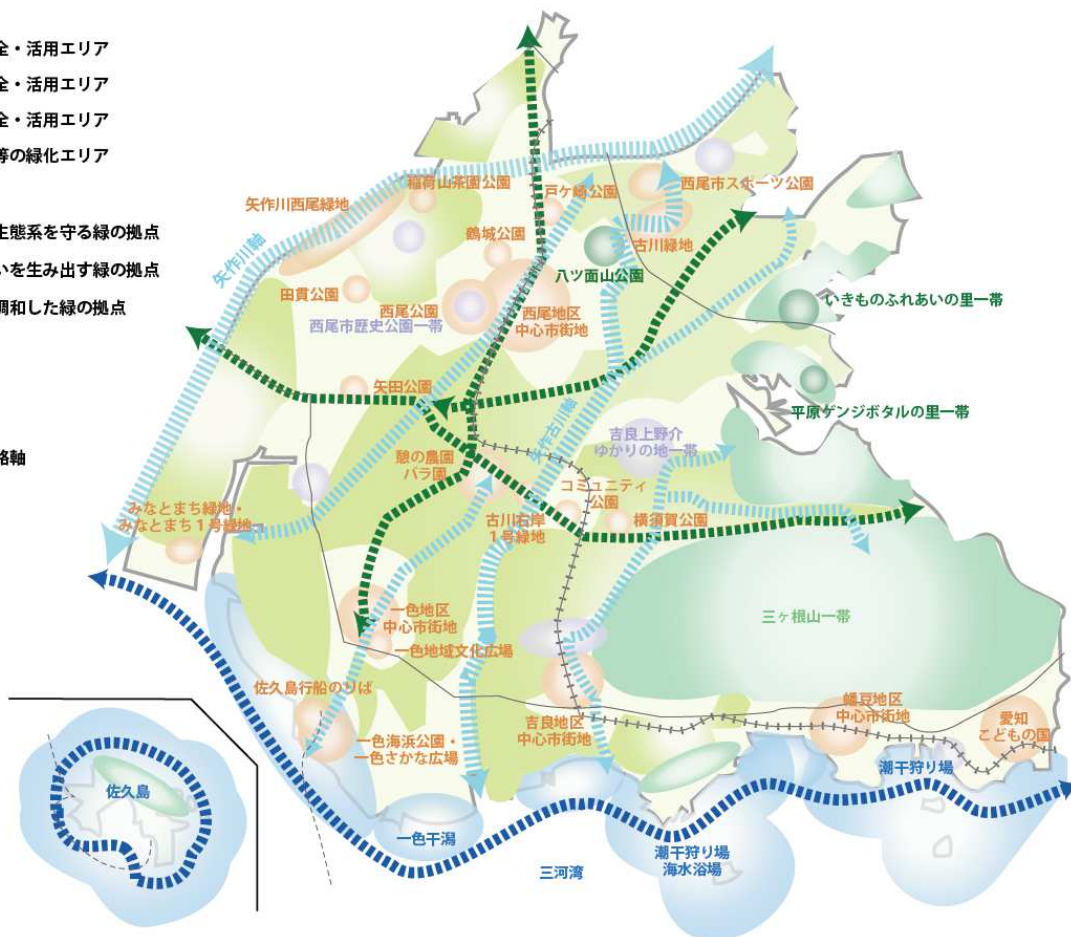 全・活用エリア
全・活用エリア
全・活用エリア
等の緑化エリア
生態系を守る緑の拠点
いを生み出す緑の拠点
調和した緑の拠点
路軸
矢作川西尾緑地
稲荷山茶園公園
戸ケ崎公園
西尾市スポーツ公園
矢作川軸
鶴城公園
古川緑地
八ツ面山公園
田貫公園
西尾公園
西尾市歴史公園一帯
西尾地区
中心市街地
いきものふれあいの里一帯
矢田公園
平原ゲンジボタルの里一帯
矢作古川軸
吉良上野介
ゆかりの地一帯
憩の農園
バラ園
コミュニティ
公園
横須賀公園
みなとまち緑地・
みなとまち1号緑地
古川右岸
1号緑地
一色地区
中心市街地
一色地域文化広場
三ヶ根山一帯
佐久島行船のりば
一色海浜公園・
一色さかな広場
吉良地区
中心市街地
幡豆地区
中心市街地
愛知
こどもの国
佐久島
一色干潟
潮干狩り場
三河湾
潮干狩り場
海水浴場